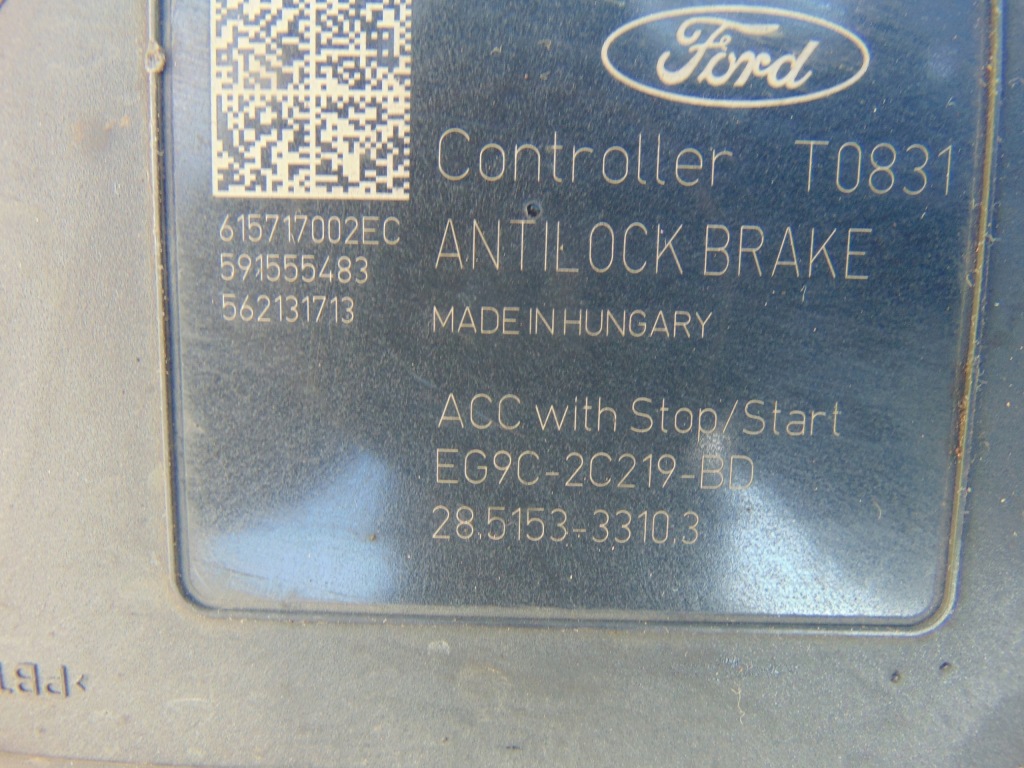 Ford
Controller T0831
615717002EC
591555483
562131713
ANTILOCK BRAKE
MADE IN HUNGARY
ACC with Stop/Start
EG9C-2C219-BD
28.5153-3310.3